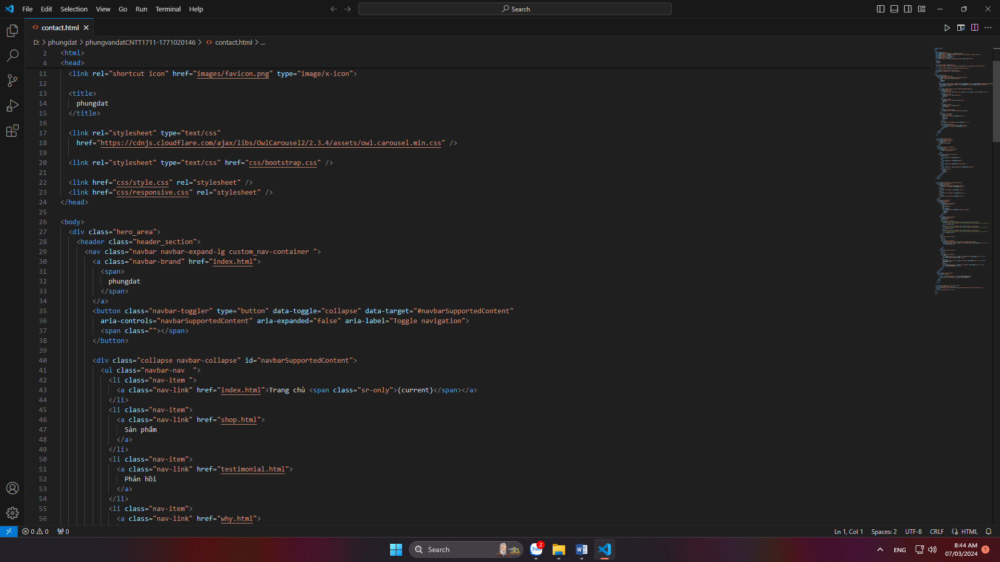 File Edit Selection View Go Run Terminal Help
Search
contact.html
D: > phungdat > phungvandatCNTT1711-1771020146 > contact.html > ...
2 <html>
4 <head>
11 <link rel="shortcut icon" href="images/favicon.png" type="image/x-icon">
12
13 <title>
14 phungdat
15 </title>
16
17 <link rel="stylesheet" type="text/css"
18 href="https://cdnjs.cloudflare.com/ajax/libs/OwlCarousel2/2.3.4/assets/owl.carousel.min.css" />
19
20 <link rel="stylesheet" type="text/css" href="css/bootstrap.css" />
21
22 <link href="css/style.css" rel="stylesheet" />
23 <link href="css/responsive.css" rel="stylesheet" />
24 </head>
25
26 <body>
27 <div class="hero_area">
28 <header class="header_section">
29 <nav class="navbar navbar-expand-lg custom_nav-container ">
30 <a class="navbar-brand" href="index.html">
31 <span>
32 phungdat
33 </span>
34 </a>
35 <button class="navbar-toggler" type="button" data-toggle="collapse" data-target="#navbarSupportedContent"
36 aria-controls="navbarSupportedContent" aria-expanded="false" aria-label="Toggle navigation">
37 <span class=""></span>
38 </button>
39
40 <div class="collapse navbar-collapse" id="navbarSupportedContent">
41 <ul class="navbar-nav  ">
42 <li class="nav-item ">
43 <a class="nav-link" href="index.html">Trang chủ <span class="sr-only">(current)</span></a>
44 </li>
45 <li class="nav-item">
46 <a class="nav-link" href="shop.html">
47 Sản phẩm
48 </a>
49 </li>
50 <li class="nav-item">
51 <a class="nav-link" href="testimonial.html">
52 Phản hồi
53 </a>
54 </li>
55 <li class="nav-item">
56 <a class="nav-link" href="why.html">
0 0 0
Ln 1, Col 1 Spaces: 2 UTF-8 CRLF HTML
Search
Zalo 2
W
ENG
8:44 AM
07/03/2024
1